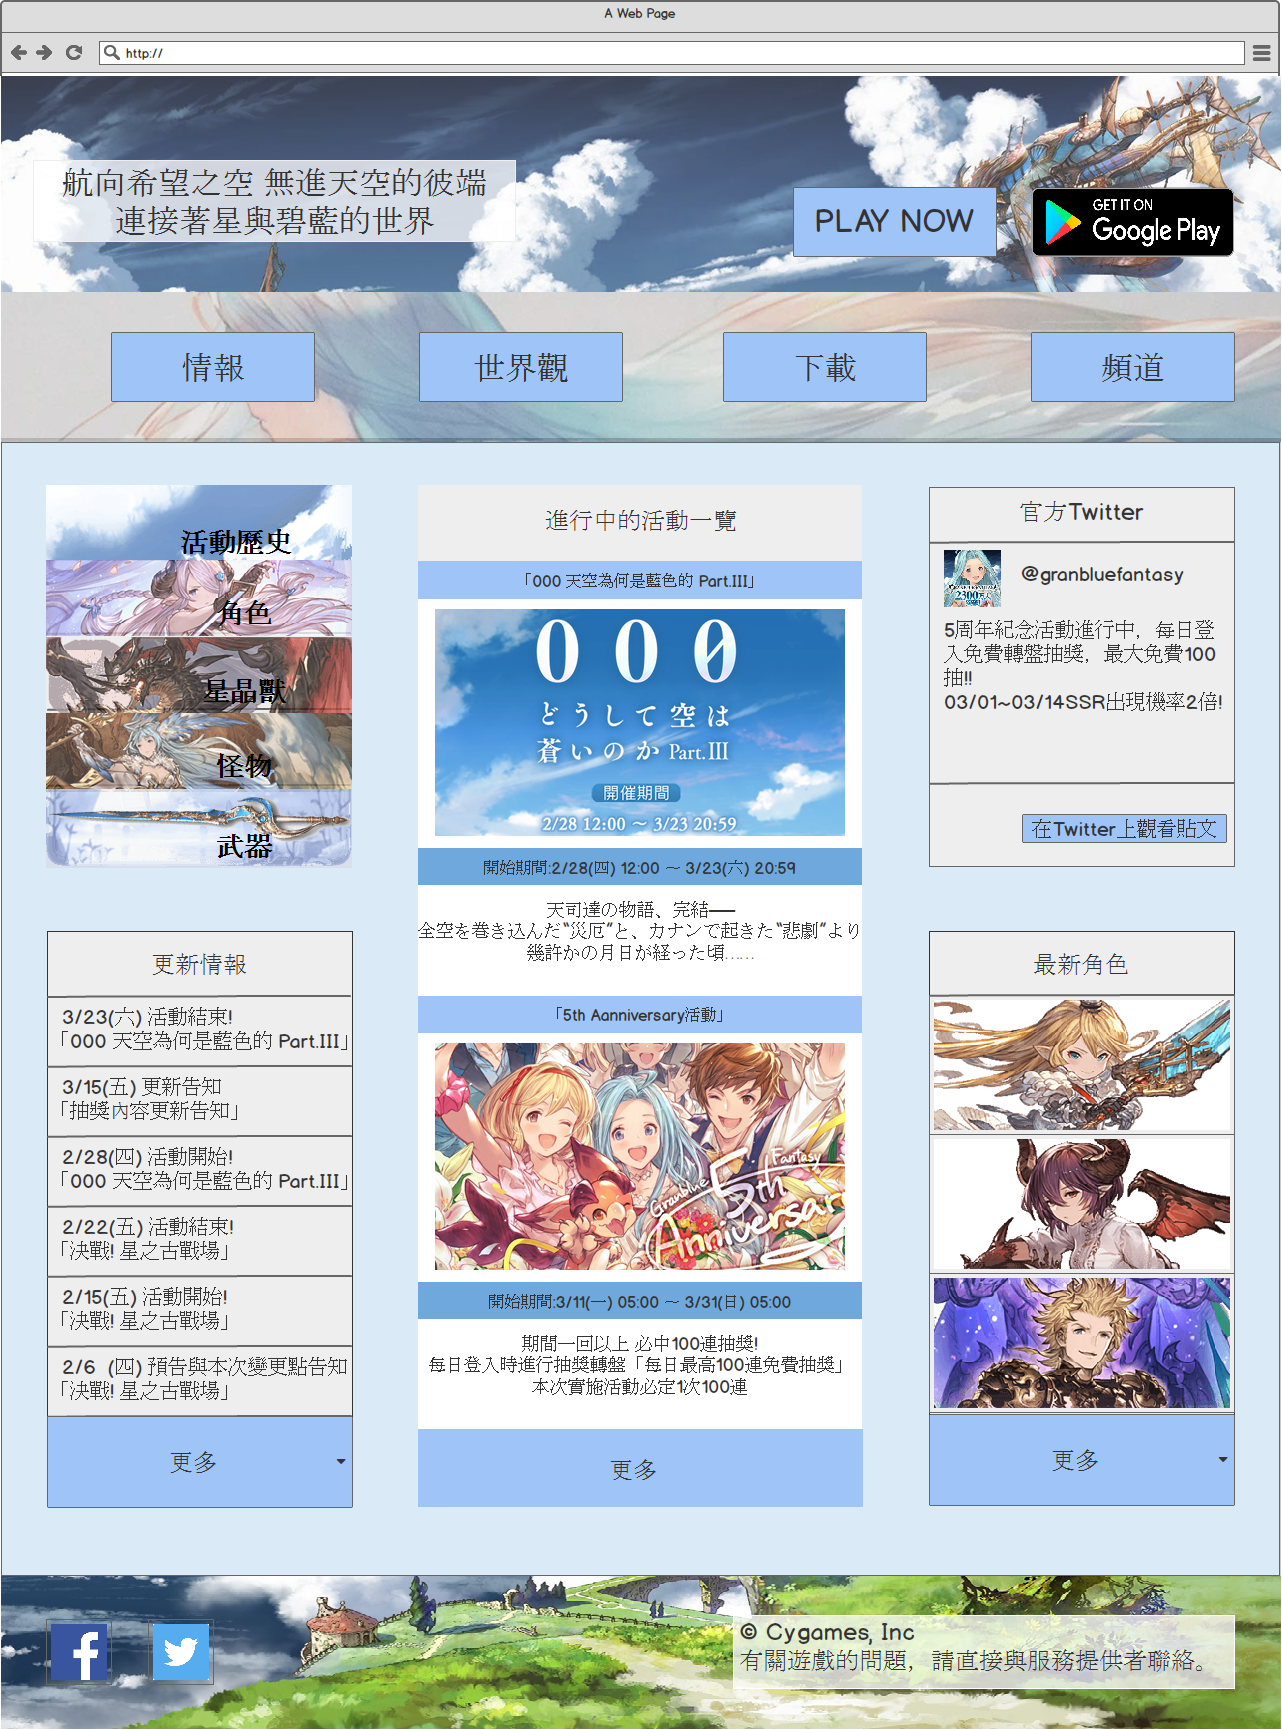 A Web Page
http://
航向希望之空 無進天空的彼端
連接著星與碧藍的世界
PLAY NOW
GET IT ON
Google Play
情報
世界觀
下載
頻道
活動歷史
角色
星晶獸
怪物
武器
進行中的活動一覽
「000 天空為何是藍色的 Part.III」
000
どうして空は
蒼いのか Part.III
開催期間
2/28 12:00 ～ 3/23 20:59
開始期間:2/28(四) 12:00 ～ 3/23(六) 20:59
天司達の物語、完結──
全空を巻き込んだ“災厄”と、カナンで起きた“悲劇”より
幾許かの月日が経った頃……
「5th Aanniversary活動」
Granblue Fantasy
5th
Anniversary
開始期間:3/11(一) 05:00 ～ 3/31(日) 05:00
期間一回以上 必中100連抽獎!
每日登入時進行抽獎轉盤「每日最高100連免費抽獎」
本次實施活動必定1次100連
更多
官方Twitter
2300万人
@granbluefantasy
5周年紀念活動進行中, 每日登
入免費轉盤抽獎, 最大免費100
抽!!
03/01~03/14SSR出現機率2倍!
在Twitter上觀看貼文
更新情報
3/23(六) 活動結束!
「000 天空為何是藍色的 Part.III」
3/15(五) 更新告知
「抽獎內容更新告知」
2/28(四) 活動開始!
「000 天空為何是藍色的 Part.III」
2/22(五) 活動結束!
「決戰! 星之古戰場」
2/15(五) 活動開始!
「決戰! 星之古戰場」
2/6 (四) 預告與本次變更點告知
「決戰! 星之古戰場」
更多
最新角色
更多
© Cygames, Inc
有關遊戲的問題, 請直接與服務提供者聯絡。